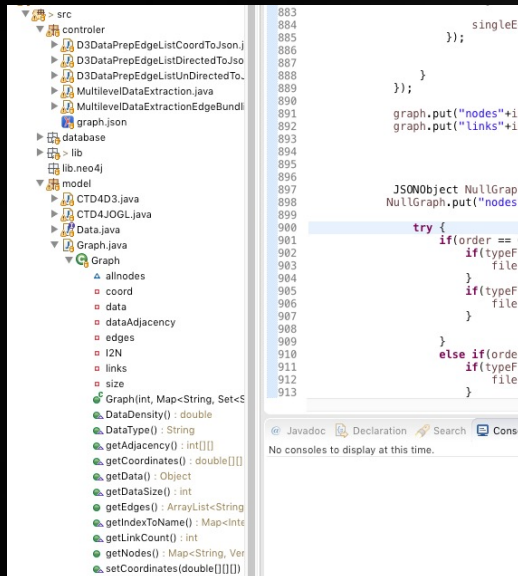 > src
controler
D3DataPrepEdgeListCoordToJson.j
D3DataPrepEdgeListDirectedToJso
D3DataPrepEdgeListUnDirectedTo
MultilevelDataExtraction.java
MultilevelDataExtractionEdgeBundl
graph.json
database
> lib
lib.neo4j
model
CTD4D3.java
CTD4JOGL.java
Data.java
Graph.java
Graph
allnodes
coord
data
dataAdjacency
edges
I2N
links
size
Graph(int, Map<String, Set<S
DataDensity() : double
DataType() : String
getAdjacency() : int[][]
getCoordinates() : double[][]
getData() : Object
getDataSize() : int
getEdges() : ArrayList<String
getIndexToName() : Map<Inte
getLinkCount() : int
getNodes() : Map<String, Ver
setCoordinates(double[][][])
883
884 singleE
885 });
886
887
888 }
889 });
890
891 graph.put("nodes"+i
892 graph.put("links"+i
893
894
895
896
897 JSONObject NullGrap
898 NullGraph.put("nodes
899
900 try {
901 if(order ==
902 if(typeF
903 file
904 }
905 if(typeF
906 file
907 }
908
909 }
910 else if(orde
911 if(typeF
912 file
913 }
@ Javadoc Declaration Search Cons
No consoles to display at this time.